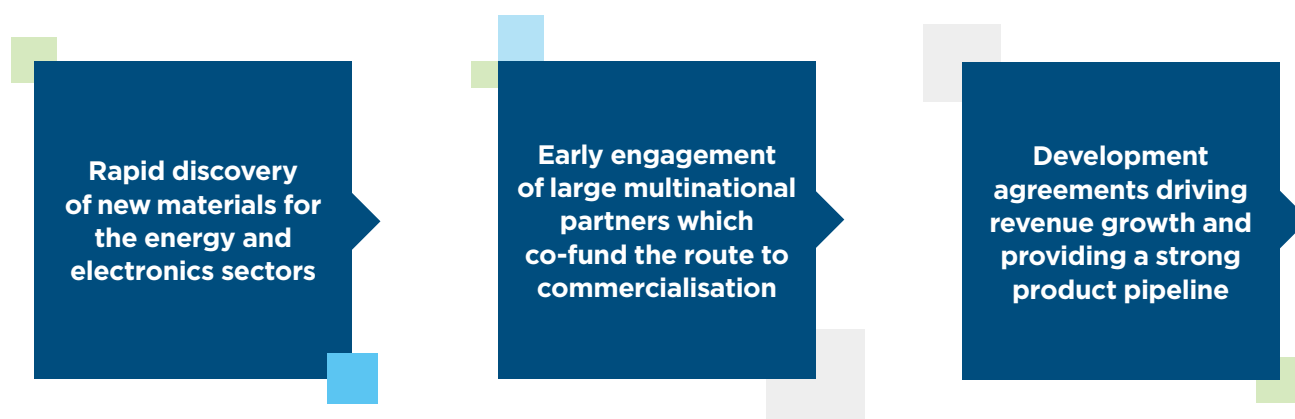 Rapid discovery
of new materials for
the energy and
electronics sectors
Early engagement
of large multinational
partners which
co-fund the route to
commercialisation
Development
agreements driving
revenue growth and
providing a strong
product pipeline